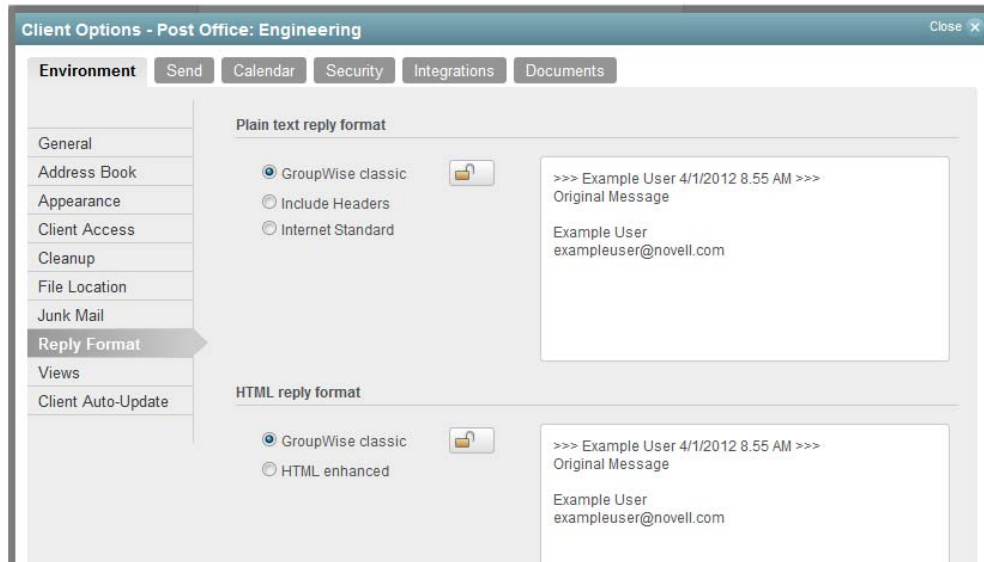 Client Options - Post Office: Engineering
Close
Environment
Send
Calendar
Security
Integrations
Documents
General
Address Book
Appearance
Client Access
Cleanup
File Location
Junk Mail
Reply Format
Views
Client Auto-Update
Plain text reply format
GroupWise classic
Include Headers
Internet Standard
>>> Example User 4/1/2012 8.55 AM >>>
Original Message
Example User
exampleuser@novell.com
HTML reply format
GroupWise classic
HTML enhanced
>>> Example User 4/1/2012 8.55 AM >>>
Original Message
Example User
exampleuser@novell.com